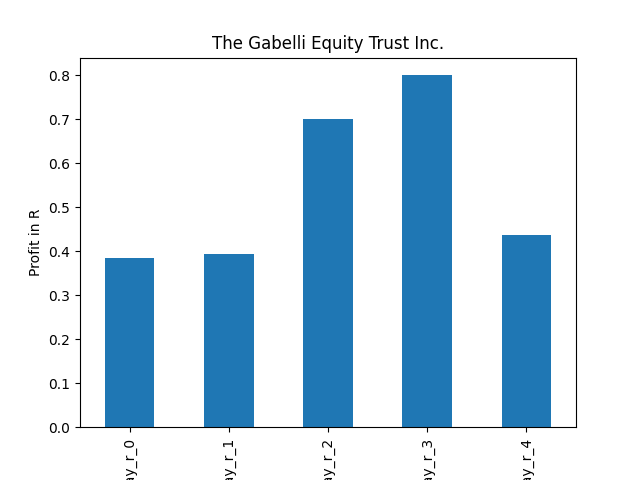 The Gabelli Equity Trust Inc.
Profit in R
0.8
0.7
0.6
0.5
0.4
0.3
0.2
0.1
0.0
ay_r_0
ay_r_1
ay_r_2
ay_r_3
ay_r_4